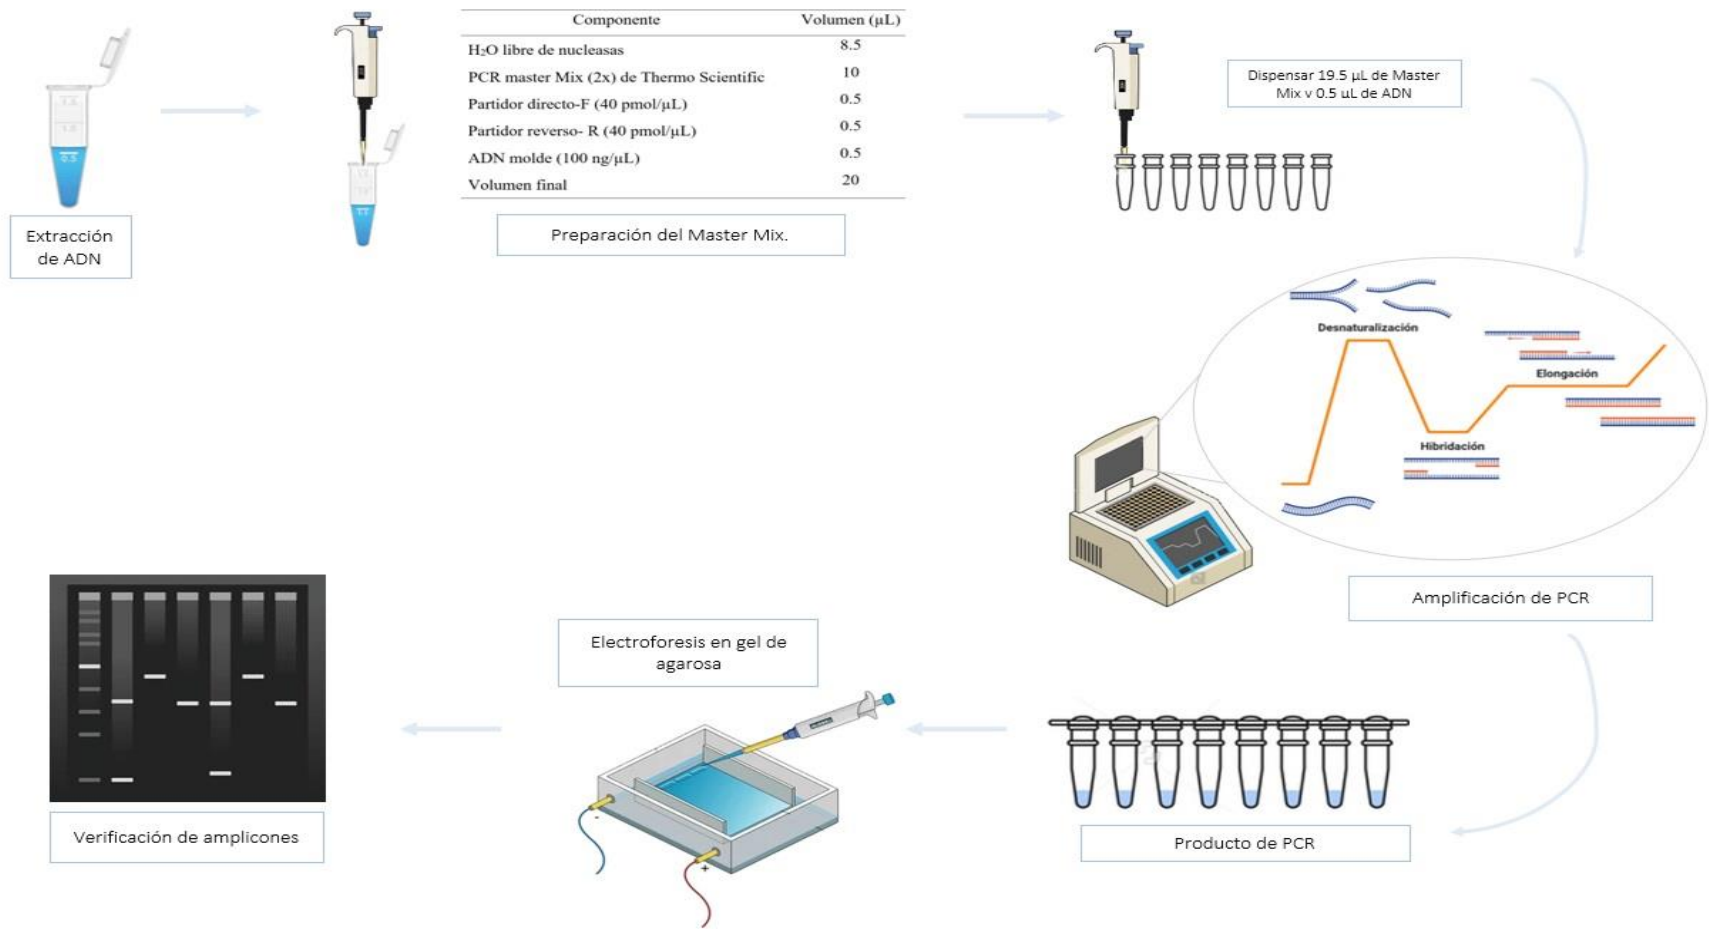 Extracción
de ADN
Componente Volumen (µL)
H₂O libre de nucleasas 8.5
PCR master Mix (2x) de Thermo Scientific 10
Partidor directo-F (40 pmol/µL) 0.5
Partidor reverso- R (40 pmol/µL) 0.5
ADN molde (100 ng/µL) 0.5
Volumen final 20
Preparación del Master Mix.
Dispensar 19.5 µL de Master
Mix y 0.5 µL de ADN
Desnaturalización
Elongación
Hibridación
Amplificación de PCR
Producto de PCR
Electroforesis en gel de
agarosa
-
+
Verificación de amplicones